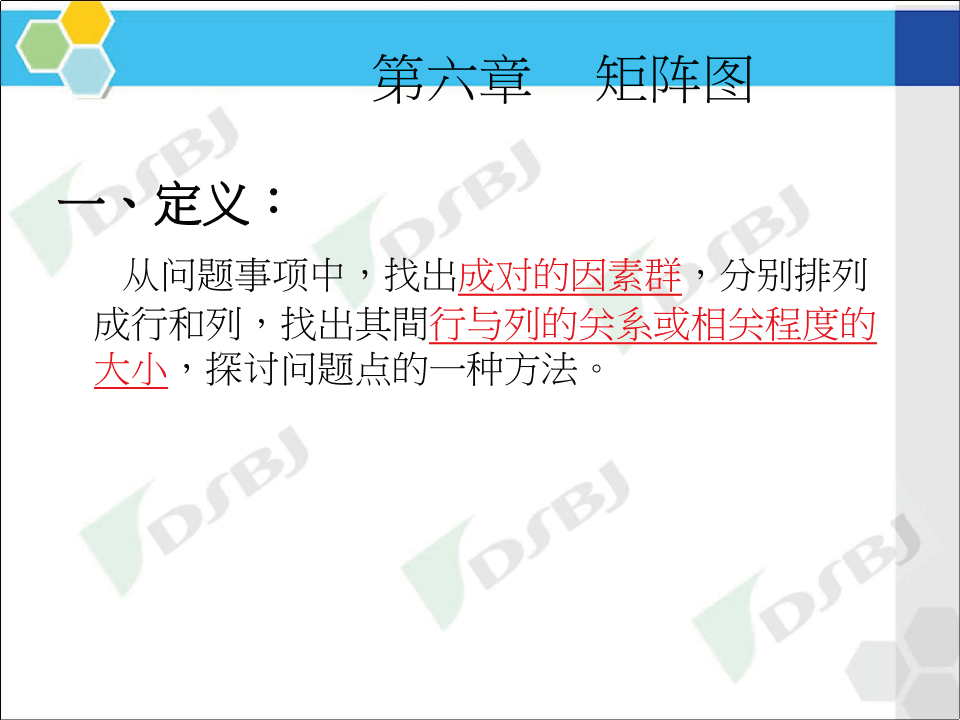 第六章 矩阵图
DSBJ
DSBJ
DSBJ
一、定义：
从问题事项中，找出成对的因素群，分别排列
成行和列，找出其間行与列的关系或相关程度的
大小，探讨问题点的一种方法。
DSBJ
DSBJ
DSBJ